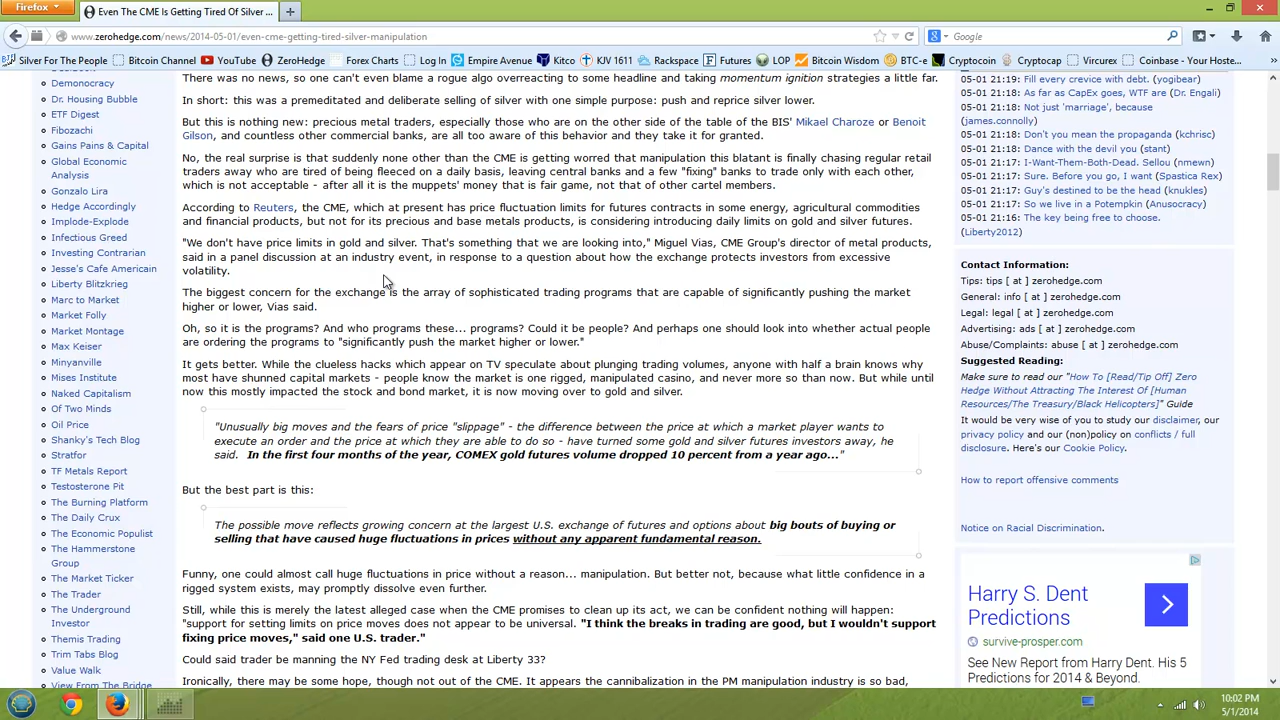 Firefox
Even The CME Is Getting Tired Of Silver ...
www.zerohedge.com/news/2014-05-01/even-cme-getting-tired-silver-manipulation
Google
Silver For The People
Bitcoin Channel
YouTube
ZeroHedge
Forex Charts
Log In
Empire Avenue
Kitco
KJV 1611
Rackspace
Futures
LOP
Bitcoin Wisdom
BTC-e
Cryptocoin
Cryptocap
Vircurex
Coinbase - Your Hoste...
Demonocracy
Dr. Housing Bubble
ETF Digest
Fibozachi
Gains Pains & Capital
Global Economic
Analysis
Gonzalo Lira
Hedge Accordingly
Implode-Explode
Infectious Greed
Investing Contrarian
Jesse's Cafe American
Liberty Blitzkrieg
Marc to Market
Market Folly
Market Montage
Max Keiser
Minyanville
Mises Institute
Naked Capitalism
Of Two Minds
Oil Price
Shanky's Tech Blog
Stratfor
TF Metals Report
Testosterone Pit
The Burning Platform
The Daily Crux
The Economic Populist
The Hammerstone
Group
The Market Ticker
The Trader
The Underground
Investor
Themis Trading
Trim Tabs Blog
Value Walk
View From The Bridge
There was no news, so one can't even blame a rogue algo overreacting to some headline and taking momentum ignition strategies a little far.
In short: this was a premeditated and deliberate selling of silver with one simple purpose: push and reprice silver lower.
But this is nothing new: precious metal traders, especially those who are on the other side of the table of the BIS' Mikael Charoze or Benoit
Gilson, and countless other commercial banks, are all too aware of this behavior and they take it for granted.
No, the real surprise is that suddenly none other than the CME is getting worred that manipulation this blatant is finally chasing regular retail
traders away who are tired of being fleeced on a daily basis, leaving central banks and a few "fixing" banks to trade only with each other,
which is not acceptable - after all it is the muppets' money that is fair game, not that of other cartel members.
According to Reuters, the CME, which at present has price fluctuation limits for futures contracts in some energy, agricultural commodities
and financial products, but not for its precious and base metals products, is considering introducing daily limits on gold and silver futures.
"We don't have price limits in gold and silver. That's something that we are looking into," Miguel Vias, CME Group's director of metal products,
said in a panel discussion at an industry event, in response to a question about how the exchange protects investors from excessive
volatility.
The biggest concern for the exchange is the array of sophisticated trading programs that are capable of significantly pushing the market
higher or lower, Vias said.
Oh, so it is the programs? And who programs these... programs? Could it be people? And perhaps one should look into whether actual people
are ordering the programs to "significantly push the market higher or lower."
It gets better. While the clueless hacks which appear on TV speculate about plunging trading volumes, anyone with half a brain knows why
most have shunned capital markets - people know the market is one rigged, manipulated casino, and never more so than now. But while until
now this mostly impacted the stock and bond market, it is now moving over to gold and silver.
"Unusually big moves and the fears of price "slippage" - the difference between the price at which a market player wants to
execute an order and the price at which they are able to do so - have turned some gold and silver futures investors away, he
said. In the first four months of the year, COMEX gold futures volume dropped 10 percent from a year ago..."
But the best part is this:
The possible move reflects growing concern at the largest U.S. exchange of futures and options about big bouts of buying or
selling that have caused huge fluctuations in prices without any apparent fundamental reason.
Funny, one could almost call huge fluctuations in price without a reason... manipulation. But better not, because what little confidence in a
rigged system exists, may promptly dissolve even further.
Still, while this is merely the latest alleged case when the CME promises to clean up its act, we can be confident nothing will happen:
"support for setting limits on price moves does not appear to be universal. "I think the breaks in trading are good, but I wouldn't support
fixing price moves," said one U.S. trader."
Could said trader be manning the NY Fed trading desk at Liberty 33?
Ironically, there may be some hope, though not out of the CME. It appears the cannibalization in the PM manipulation industry is so bad,
05-01 21:19: Fill every crevice with debt. (yogibear)
05-01 21:19: As far as CapEx goes, WTF are (Dr. Engali)
05-01 21:18: Not just 'marriage', because
(james.connolly)
05-01 21:18: Don't you mean the propaganda (kchrisc)
05-01 21:18: Dance with the devil you (stant)
05-01 21:17: I-Want-Them-Both-Dead. Sellou (nmewn)
05-01 21:17: Sure. Before you go, I want (Spastica Rex)
05-01 21:17: Guy's destined to be the head (knukles)
05-01 21:17: So we live in a Potempkin (Anusocracy)
05-01 21:16: The key being free to choose.
(Liberty2012)
Contact Information:
Tips: tips [ at ] zerohedge.com
General: info [ at ] zerohedge.com
Legal: legal [ at ] zerohedge.com
Advertising: ads [ at ] zerohedge.com
Abuse/Complaints: abuse [ at ] zerohedge.com
Suggested Reading:
Make sure to read our "How To [Read/Tip Off] Zero
Hedge Without Attracting The Interest Of [Human
Resources/The Treasury/Black Helicopters]" Guide
It would be very wise of you to study our disclaimer, our
privacy policy and our (non)policy on conflicts / full
disclosure. Here's our Cookie Policy.
How to report offensive comments
Notice on Racial Discrimination.
Harry S. Dent
Predictions
survive-prosper.com
See New Report from Harry Dent. His 5
Predictions for 2014 & Beyond.
10:02 PM
5/1/2014